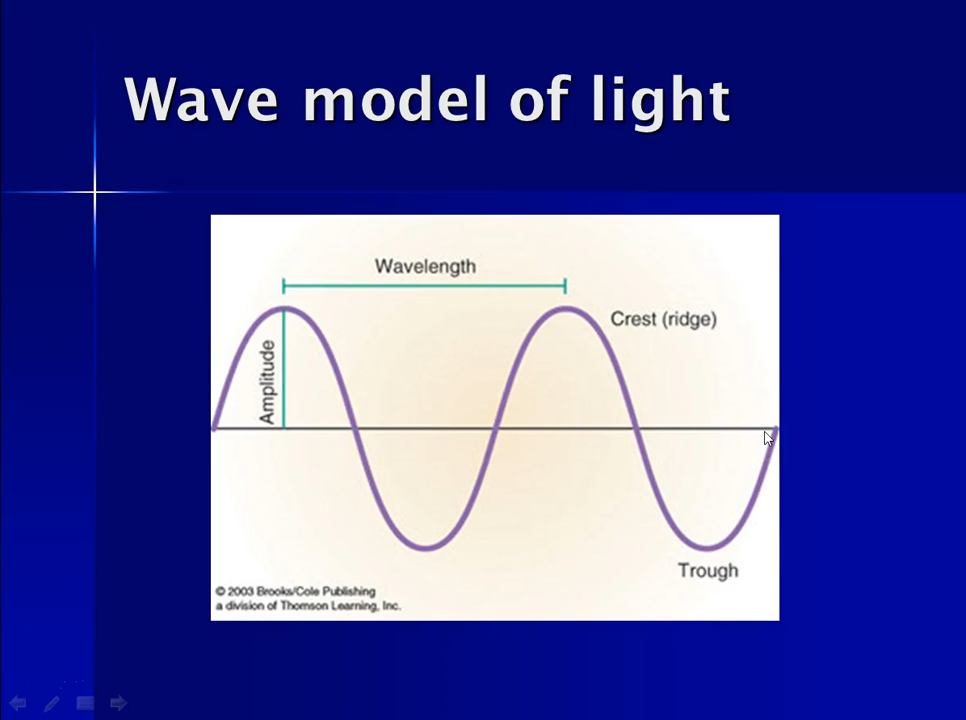 Wave model of light
Wavelength
Crest (ridge)
Amplitude
Trough
© 2003 Brooks/Cole Publishing
a division of Thomson Learning, Inc.